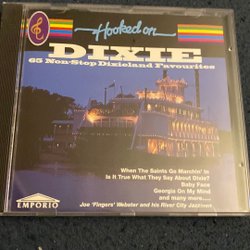 Hooked on
DIXIE
65 Non-Stop Dixieland Favourites
When The Saints Go Marchin' In
Is It True What They Say About Dixie?
Baby Face
Georgia On My Mind
and many more.....
Joe 'Fingers' Webster and his River City Jazzmen
EMPORIO